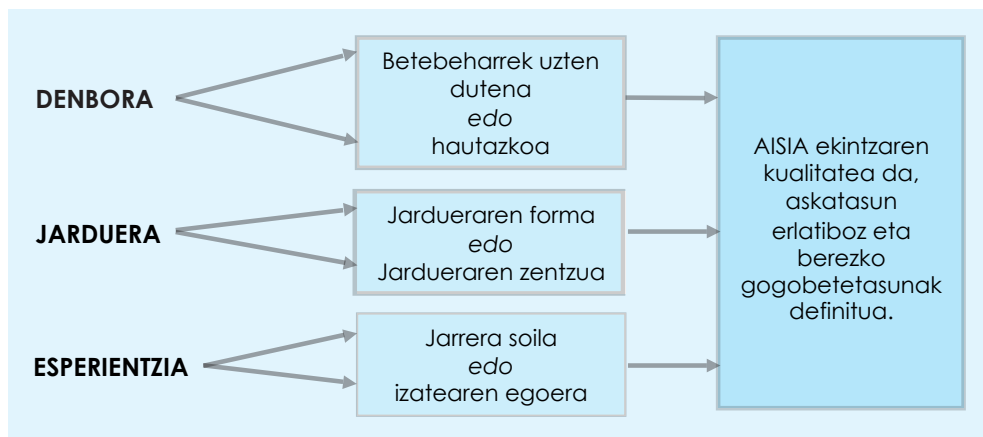 DENBORA
Betebeharrek uzten
dutena
edo
hautazkoa
JARDUERA
Jardueraren forma
edo
Jardueraren zentzua
ESPERIENTZIA
Jarrera soila
edo
izatearen egoera
AISIA ekintzaren
kualitatea da,
askatasun
erlatiboz eta
berezko
gogobetetasunak
definitua.